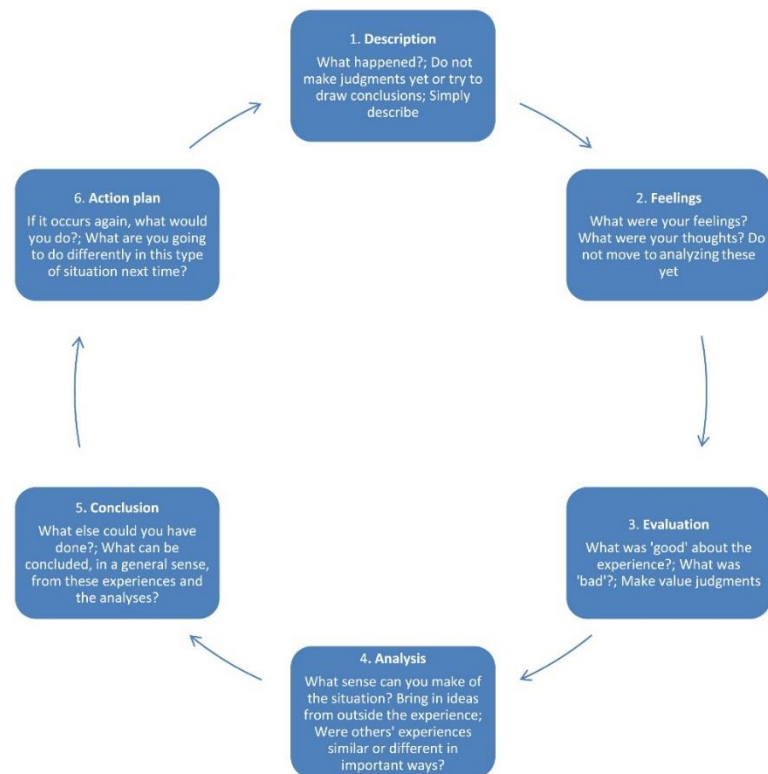 1. Description
What happened?; Do not
make judgments yet or try to
draw conclusions; Simply
describe
2. Feelings
What were your feelings?
What were your thoughts? Do
not move to analyzing these
yet
3. Evaluation
What was 'good' about the
experience?; What was
'bad'?; Make value judgments
4. Analysis
What sense can you make of
the situation? Bring in ideas
from outside the experience;
Were others' experiences
similar or different in
important ways?
5. Conclusion
What else could you have
done?; What can be
concluded, in a general sense,
from these experiences and
the analyses?
6. Action plan
If it occurs again, what would
you do?; What are you going
to do differently in this type
of situation next time?